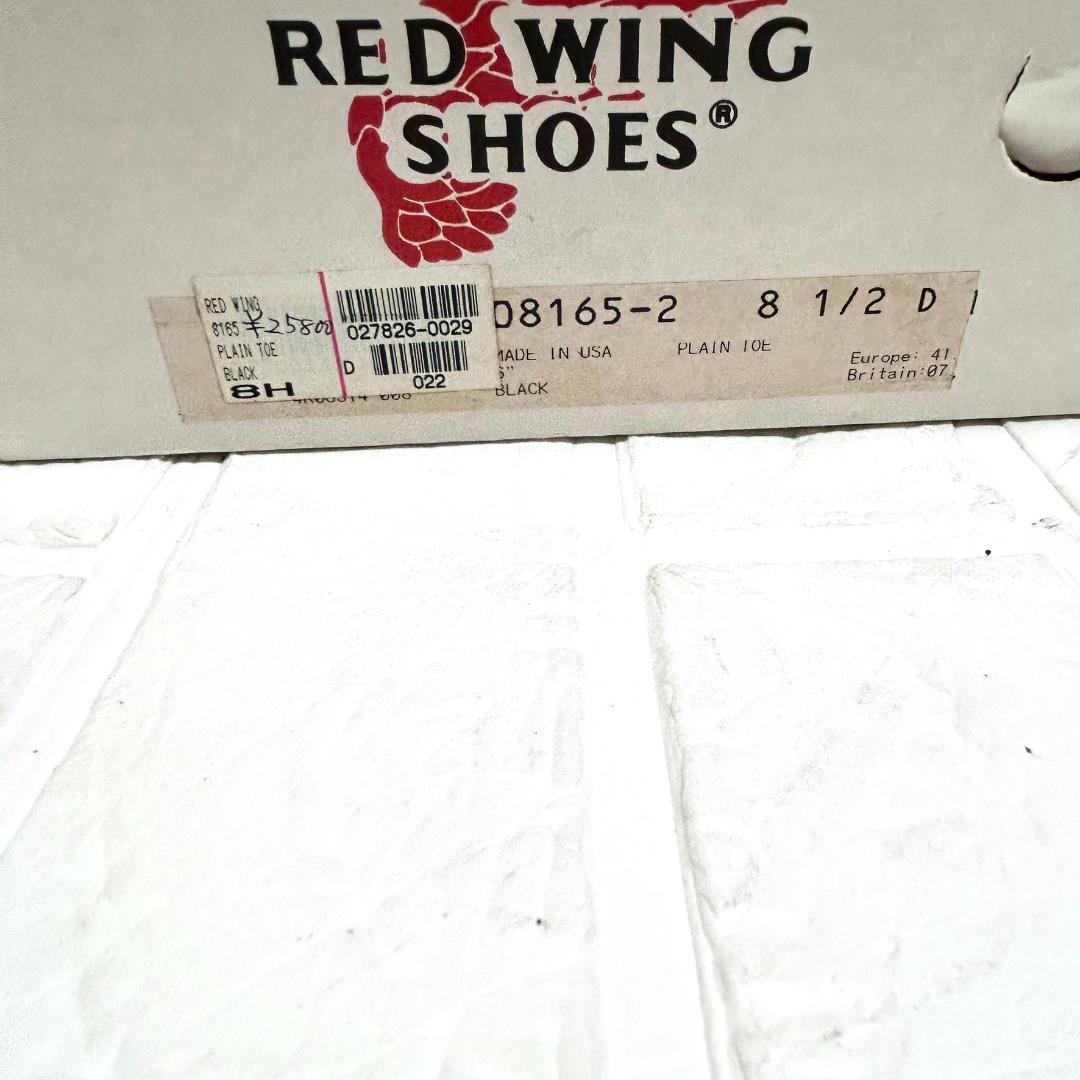 RED WING
SHOES®
RED WING
8165 ¥25800
PLAIN TOE
BLACK
8H
027826-0029
D
022
08165-2 8 1/2 D
MADE IN USA PLAIN TOE
6"
BLACK
Europe: 41
Britain:07